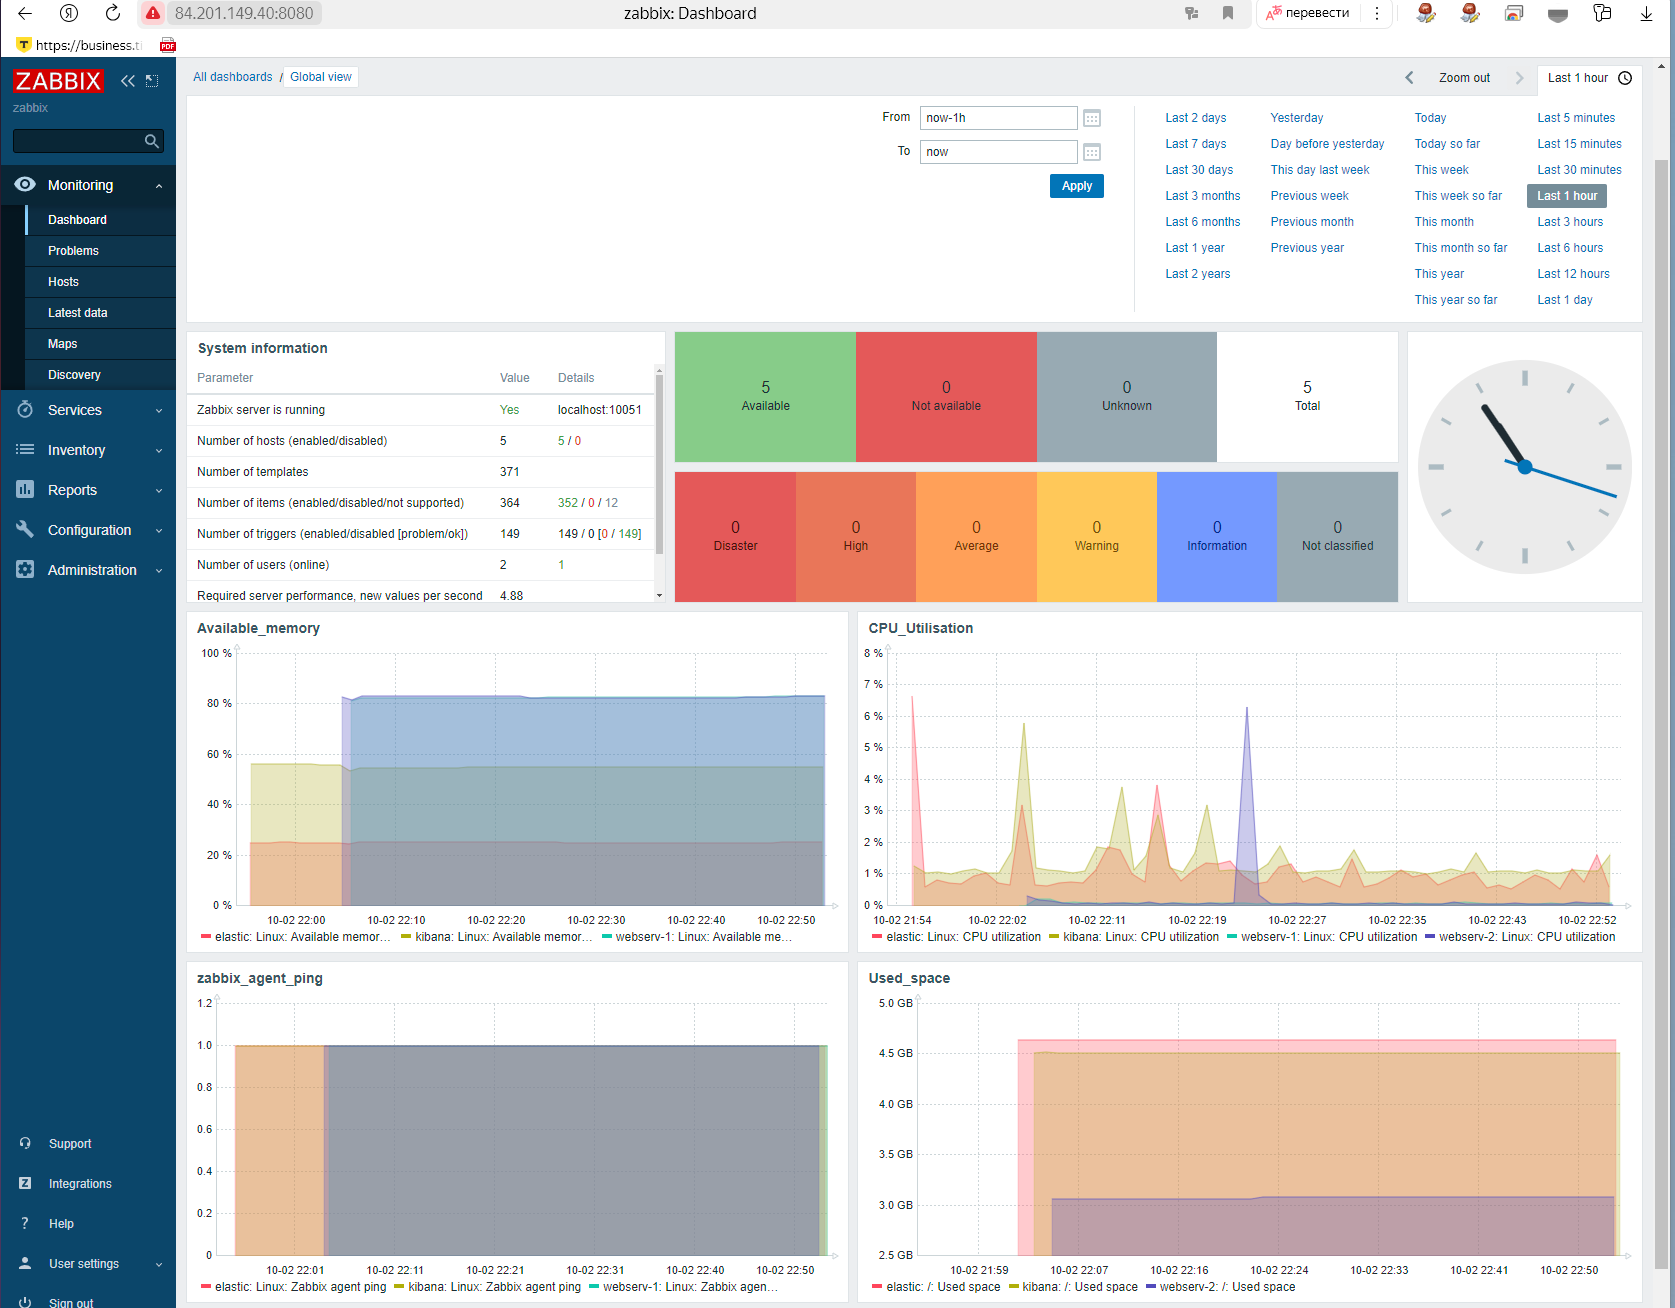 84.201.149.40:8080
zabbix: Dashboard
перевести
https://business.ti
PDF
ZABBIX
zabbix
Monitoring
Dashboard
Problems
Hosts
Latest data
Maps
Discovery
Services
Inventory
Reports
Configuration
Administration
Support
Integrations
Help
User settings
Sign out
All dashboards / Global view
Zoom out
Last 1 hour
From now-1h
To now
Apply
Last 2 days Yesterday Today Last 5 minutes
Last 7 days Day before yesterday Today so far Last 15 minutes
Last 30 days This day last week This week Last 30 minutes
Last 3 months Previous week This week so far Last 1 hour
Last 6 months Previous month This month Last 3 hours
Last 1 year Previous year This month so far Last 6 hours
Last 2 years This year Last 12 hours
This year so far Last 1 day
System information
Parameter Value Details
Zabbix server is running Yes localhost:10051
Number of hosts (enabled/disabled) 5 5 / 0
Number of templates 371
Number of items (enabled/disabled/not supported) 364 352 / 0 / 12
Number of triggers (enabled/disabled [problem/ok]) 149 149 / 0 [0 / 149]
Number of users (online) 2 1
Required server performance, new values per second 4.88
5 0 0 5
Available Not available Unknown Total
0 0 0 0 0 0
Disaster High Average Warning Information Not classified
Available_memory
100 %
80 %
60 %
40 %
20 %
0 %
10-02 22:00 10-02 22:10 10-02 22:20 10-02 22:30 10-02 22:40 10-02 22:50
elastic: Linux: Available memor... kibana: Linux: Available memor... webserv-1: Linux: Available me...
CPU_Utilisation
8 %
7 %
6 %
5 %
4 %
3 %
2 %
1 %
0 %
10-02 21:54 10-02 22:02 10-02 22:11 10-02 22:19 10-02 22:27 10-02 22:35 10-02 22:43 10-02 22:52
elastic: Linux: CPU utilization kibana: Linux: CPU utilization webserv-1: Linux: CPU utilization webserv-2: Linux: CPU utilization
zabbix_agent_ping
1.2
1.0
0.8
0.6
0.4
0.2
0
10-02 22:01 10-02 22:11 10-02 22:21 10-02 22:31 10-02 22:40 10-02 22:50
elastic: Linux: Zabbix agent ping kibana: Linux: Zabbix agent ping webserv-1: Linux: Zabbix agen...
Used_space
5.0 GB
4.5 GB
4.0 GB
3.5 GB
3.0 GB
2.5 GB
10-02 21:59 10-02 22:07 10-02 22:16 10-02 22:24 10-02 22:33 10-02 22:41 10-02 22:50
elastic: /: Used space kibana: /: Used space webserv-2: /: Used space